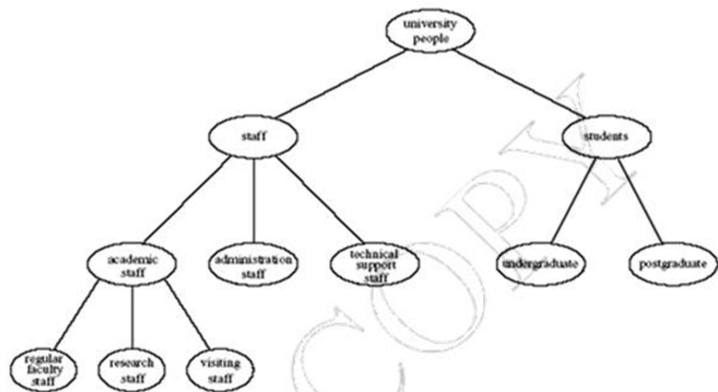 university
people
staff
students
academic
staff
administration
staff
technical
support
staff
undergraduate
postgraduate
regular
faculty
staff
research
staff
visiting
staff
COPY